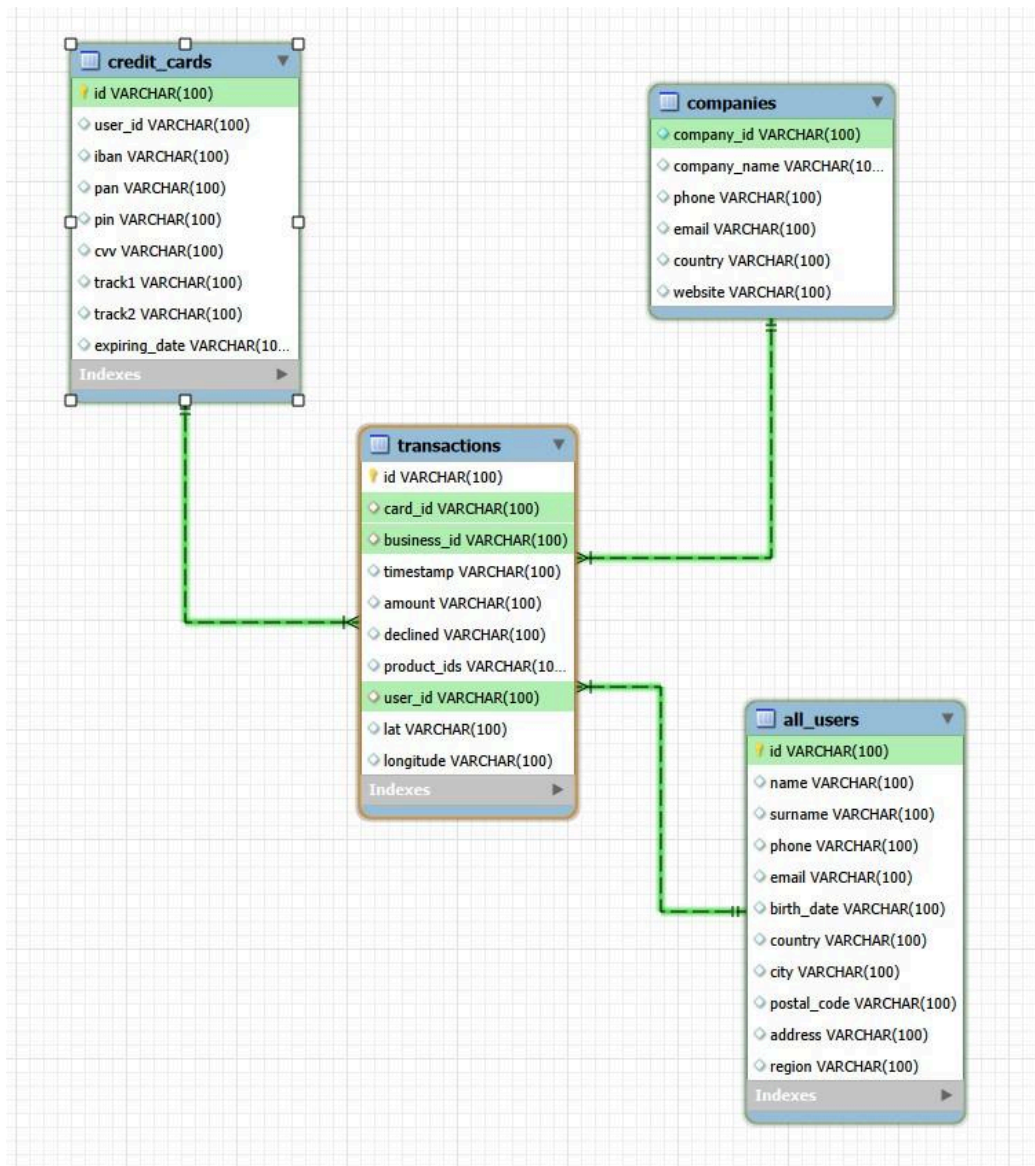 credit_cards
id VARCHAR(100)
user_id VARCHAR(100)
iban VARCHAR(100)
pan VARCHAR(100)
pin VARCHAR(100)
cvv VARCHAR(100)
track1 VARCHAR(100)
track2 VARCHAR(100)
expiring_date VARCHAR(10...
Indexes
companies
company_id VARCHAR(100)
company_name VARCHAR(10...
phone VARCHAR(100)
email VARCHAR(100)
country VARCHAR(100)
website VARCHAR(100)
transactions
id VARCHAR(100)
card_id VARCHAR(100)
business_id VARCHAR(100)
timestamp VARCHAR(100)
amount VARCHAR(100)
declined VARCHAR(100)
product_ids VARCHAR(10...
user_id VARCHAR(100)
lat VARCHAR(100)
longitude VARCHAR(100)
Indexes
all_users
id VARCHAR(100)
name VARCHAR(100)
surname VARCHAR(100)
phone VARCHAR(100)
email VARCHAR(100)
birth_date VARCHAR(100)
country VARCHAR(100)
city VARCHAR(100)
postal_code VARCHAR(100)
address VARCHAR(100)
region VARCHAR(100)
Indexes